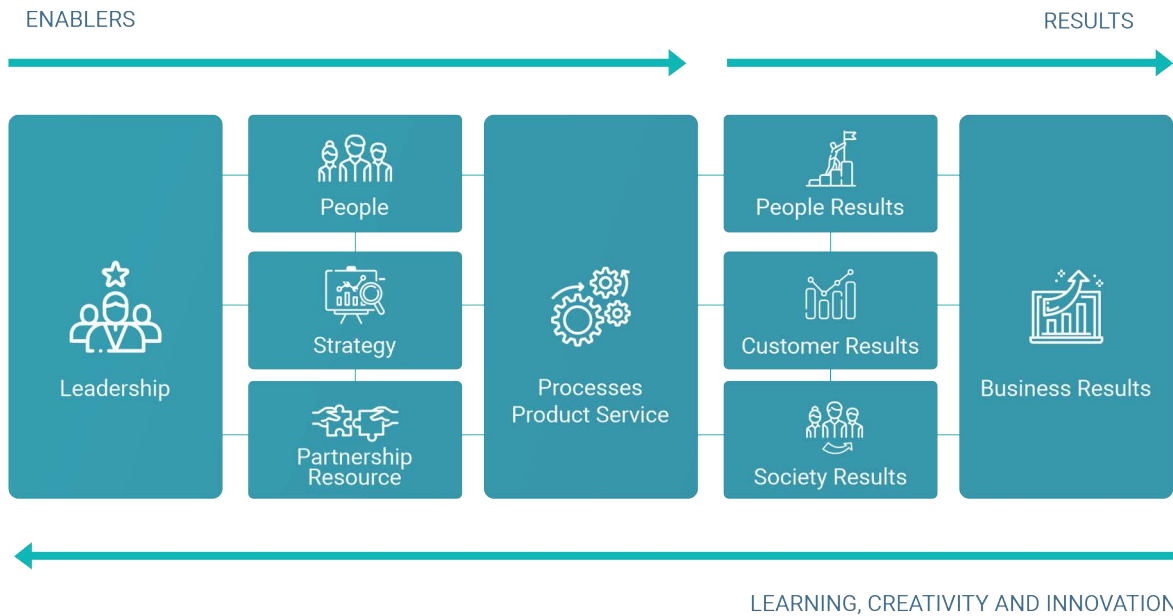 ENABLERS
RESULTS
Leadership
People
Strategy
Partnership
Resource
Processes
Product Service
People Results
Customer Results
Society Results
Business Results
LEARNING, CREATIVITY AND INNOVATION